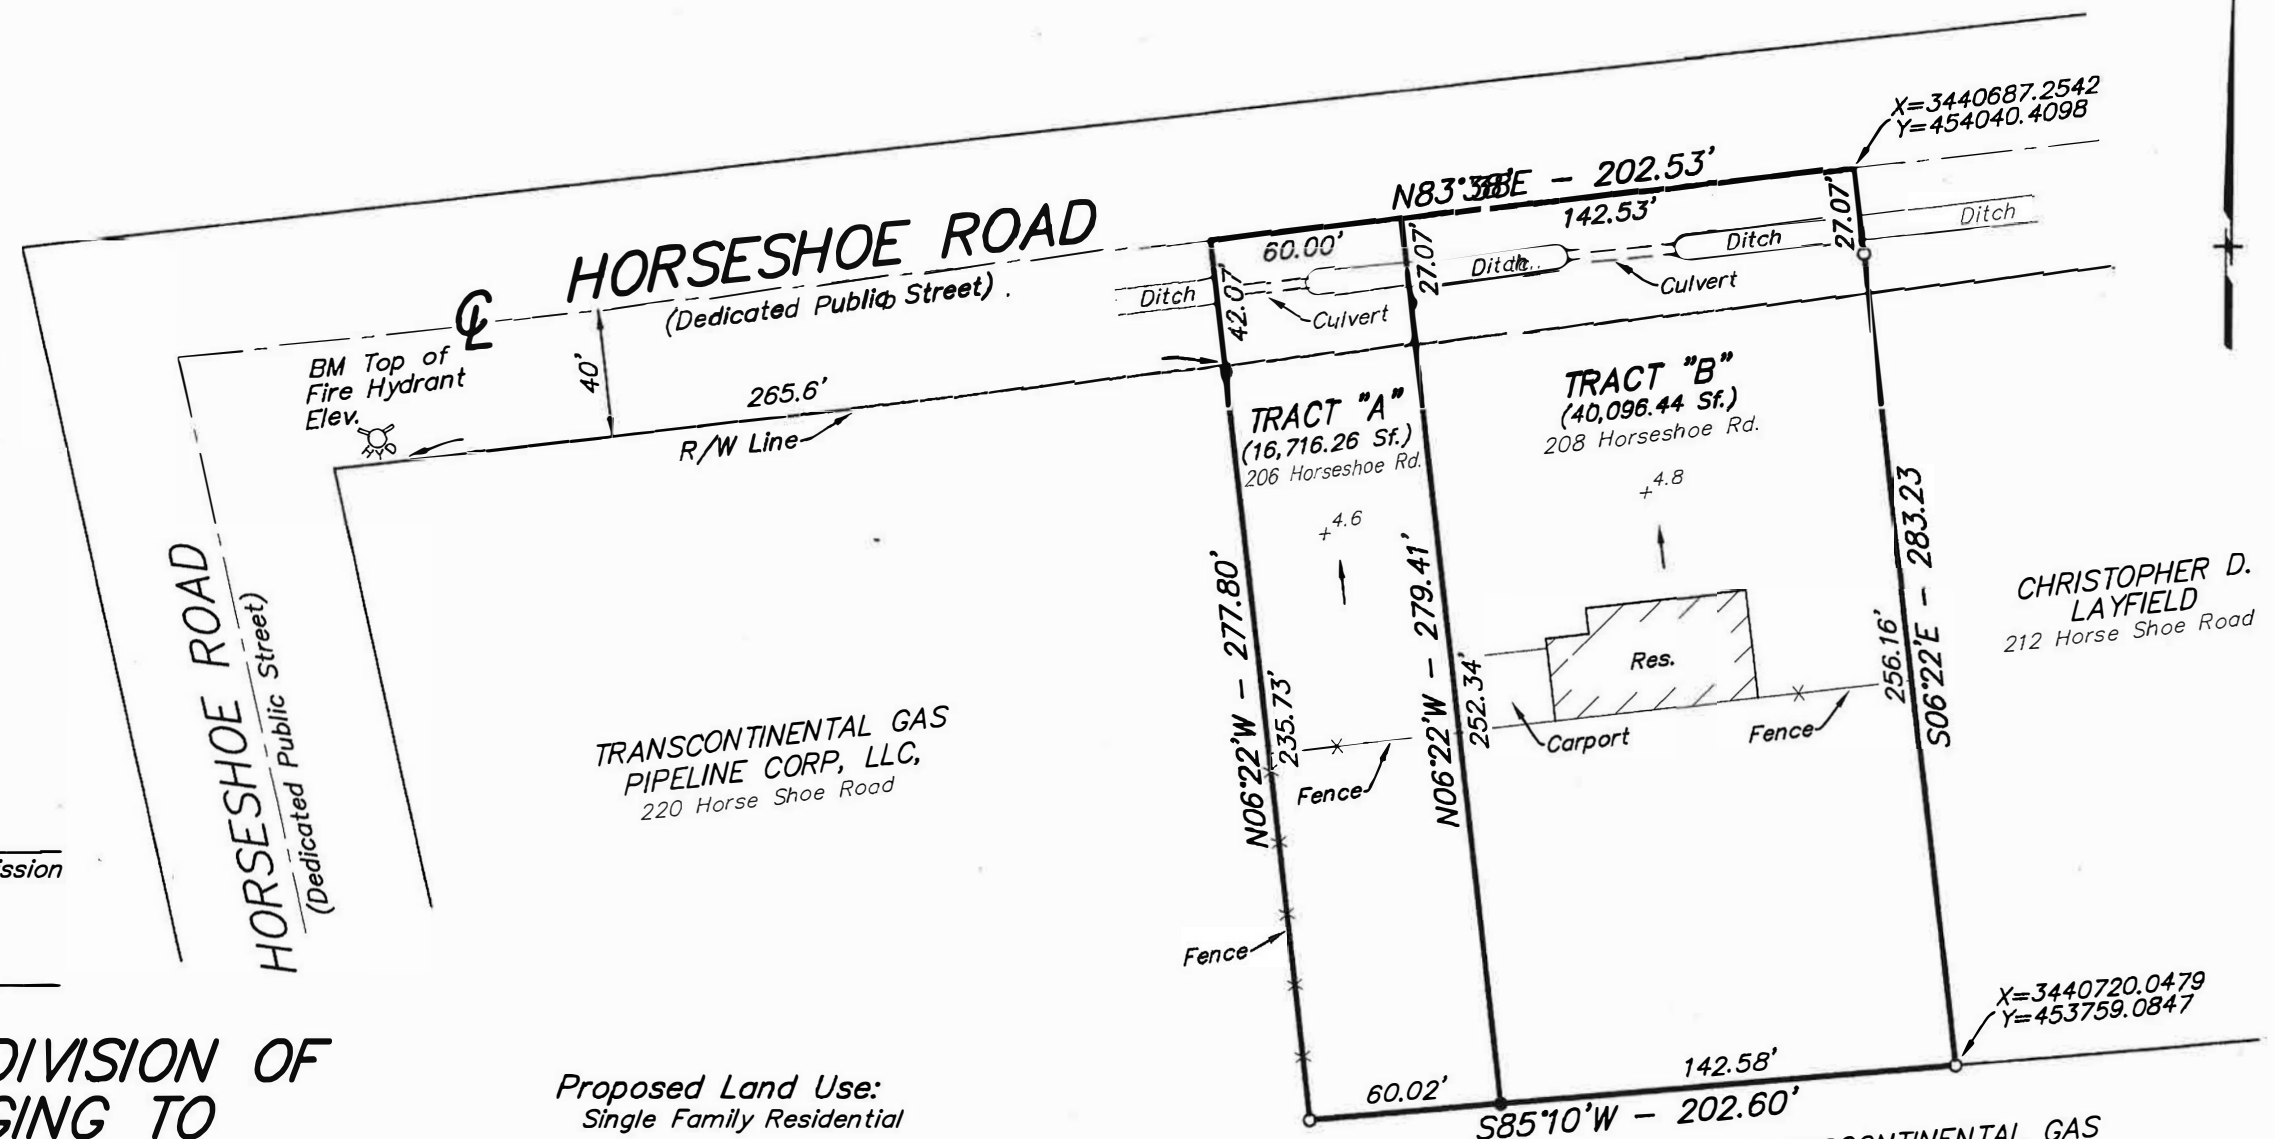 X=3440687.2542
Y=454040.4098
N83°38'E - 202.53'
142.53'
60.00'
27.07'
27.07'
42.07'
HORSESHOE ROAD
(Dedicated Public Street)
Ditch
Ditch
Ditch
Ditch
Culvert
Culvert
BM Top of
Fire Hydrant
Elev.
40'
265.6'
R/W Line
TRACT "A"
(16,716.26 Sf.)
206 Horseshoe Rd.
+4.6
TRACT "B"
(40,096.44 Sf.)
208 Horseshoe Rd.
+4.8
HORSESHOE ROAD
(Dedicated Public Street)
N06°22'W - 277.80'
235.73'
N06°22'W - 279.41'
252.34'
S06°22'E - 283.23
256.16'
Res.
Carport
Fence
Fence
Fence
CHRISTOPHER D.
LAYFIELD
212 Horse Shoe Road
TRANSCONTINENTAL GAS
PIPELINE CORP, LLC,
220 Horse Shoe Road
ission
X=3440720.0479
Y=453759.0847
142.58'
60.02'
S85°10'W - 202.60'
DIVISION OF
GING TO
Proposed Land Use:
Single Family Residential
CONTINENTAL GAS